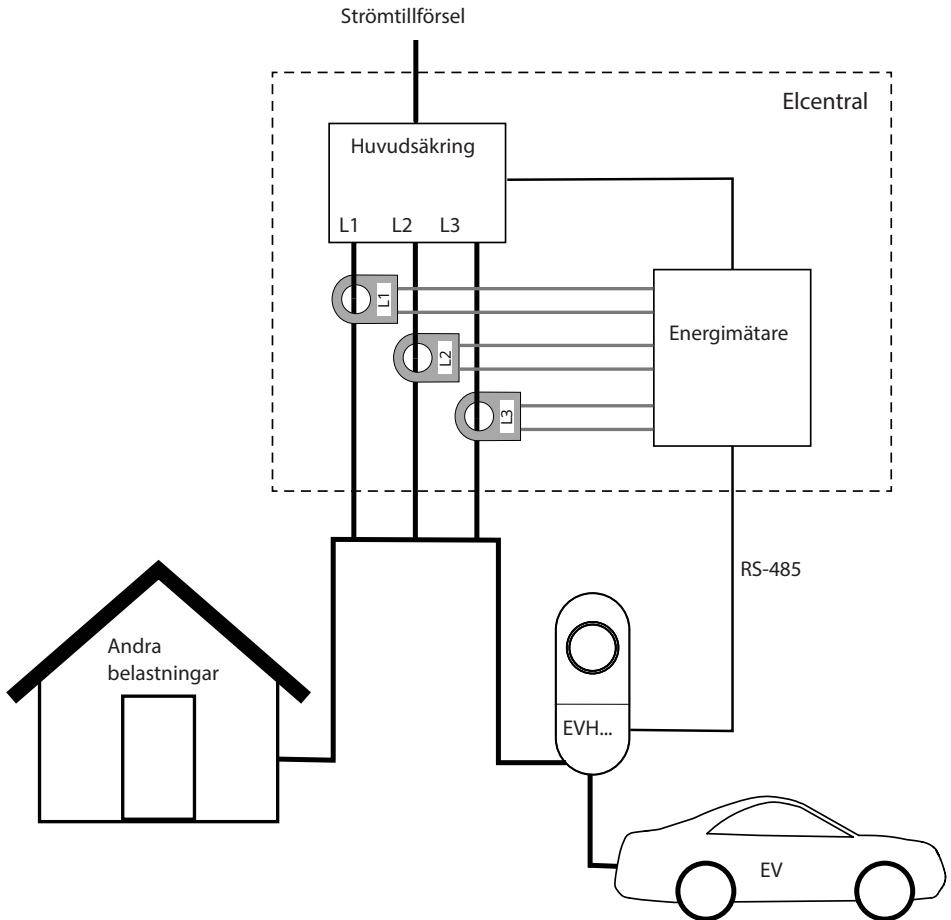 Strömtillförsel
Elcentral
Huvudsäkring
L1 L2 L3
L1
L2
L3
Energimätare
RS-485
Andra
belastningar
EVH...
EV